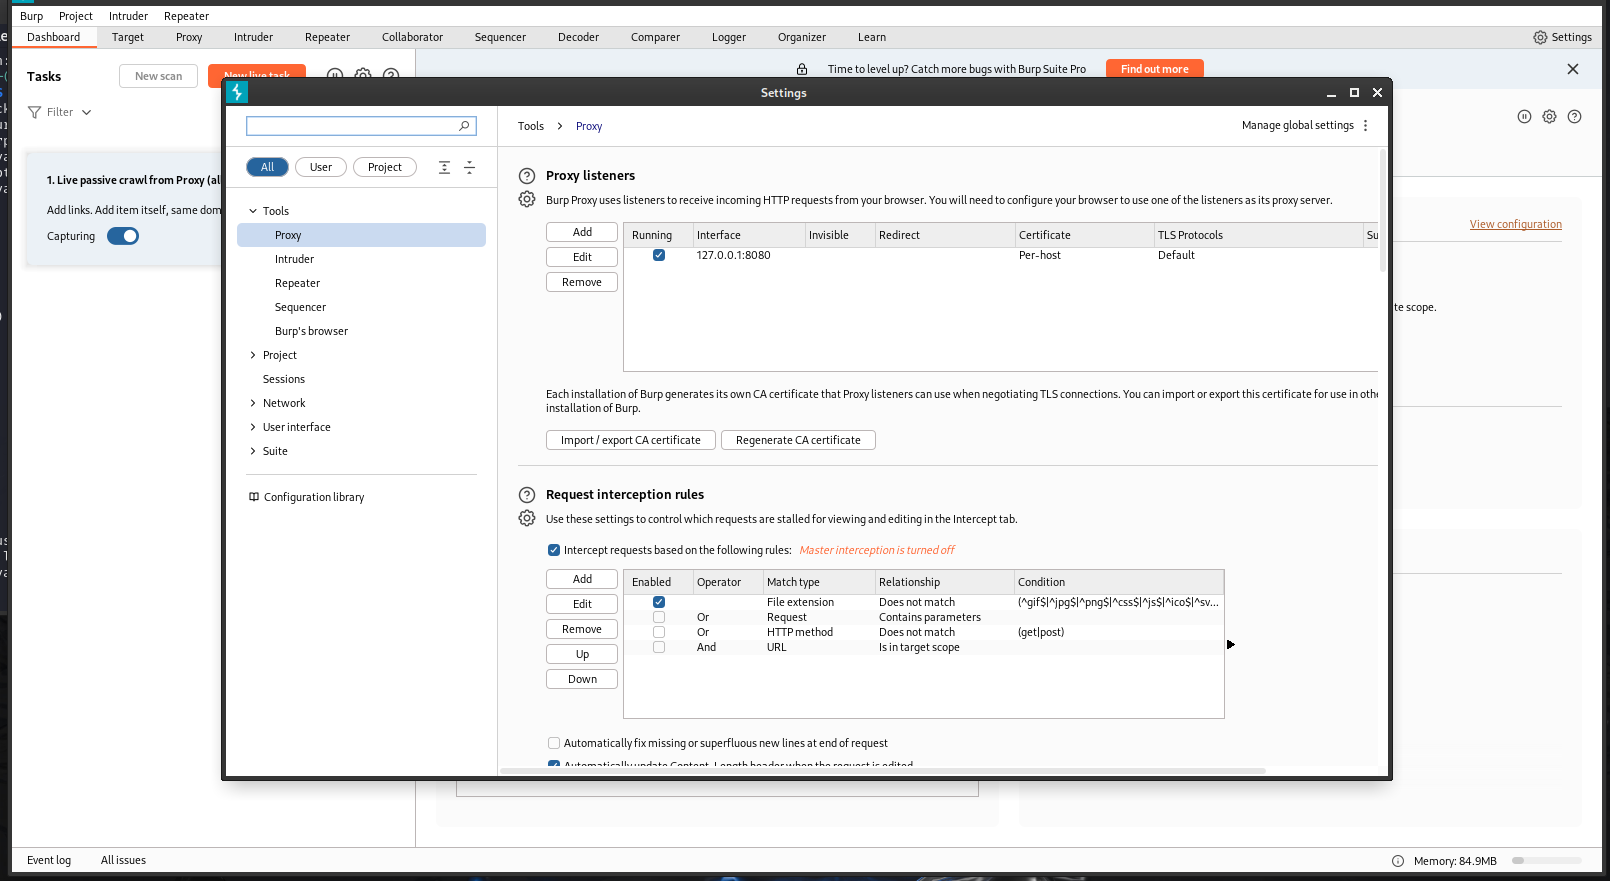 Burp Project Intruder Repeater
Dashboard Target Proxy Intruder Repeater Collaborator Sequencer Decoder Comparer Logger Organizer Learn Settings
Tasks New scan New live task Time to level up? Catch more bugs with Burp Suite Pro Find out more
Filter
1. Live passive crawl from Proxy (all
Add links. Add item itself, same dom
Capturing
View configuration
te scope.
Settings
All User Project
Tools
Proxy
Intruder
Repeater
Sequencer
Burp's browser
Project
Sessions
Network
User interface
Suite
Configuration library
Tools > Proxy Manage global settings
Proxy listeners
Burp Proxy uses listeners to receive incoming HTTP requests from your browser. You will need to configure your browser to use one of the listeners as its proxy server.
Add
Edit
Remove
Running Interface Invisible Redirect Certificate TLS Protocols Su
127.0.0.1:8080 Per-host Default
Each installation of Burp generates its own CA certificate that Proxy listeners can use when negotiating TLS connections. You can import or export this certificate for use in othe
installation of Burp.
Import / export CA certificate Regenerate CA certificate
Request interception rules
Use these settings to control which requests are stalled for viewing and editing in the Intercept tab.
Intercept requests based on the following rules: Master interception is turned off
Add
Edit
Remove
Up
Down
Enabled Operator Match type Relationship Condition
File extension Does not match (^gif$|^jpg$|^png$|^css$|^js$|^ico$|^sv...
Or Request Contains parameters
Or HTTP method Does not match (get|post)
And URL Is in target scope
Automatically fix missing or superfluous new lines at end of request
Automatically update Content-Length header when the request is edited
Event log All issues Memory: 84.9MB